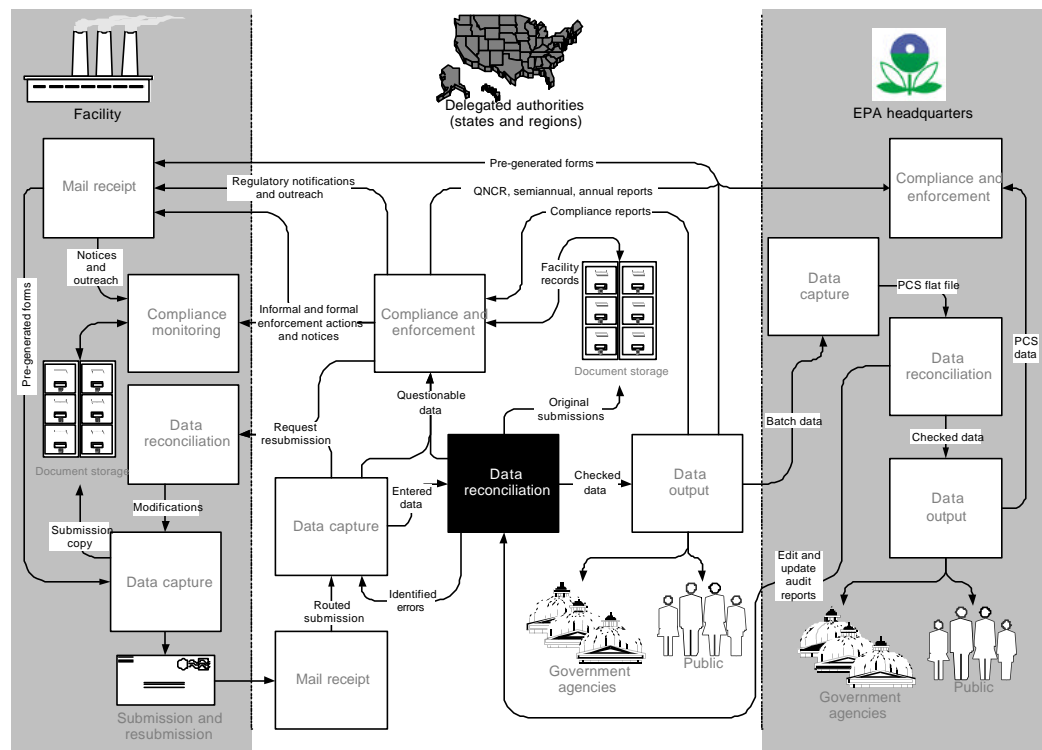 Facility
Delegated authorities
(states and regions)
EPA headquarters
Mail receipt
Pre-generated forms
Regulatory notifications
and outreach
QNCR, semiannual, annual reports
Compliance reports
Compliance and
enforcement
Notices
and
outreach
Pre-generated forms
Compliance
monitoring
Informal and formal
enforcement actions
and notices
Compliance
and enforcement
Facility
records
Document storage
Data
capture
PCS flat file
Data
reconciliation
PCS
data
Document storage
Data
reconciliation
Request
resubmission
Questionable
data
Original
submissions
Batch data
Checked data
Modifications
Submission
copy
Data capture
Data capture
Entered
data
Data
reconciliation
Checked
data
Data
output
Data
output
Identified
errors
Routed
submission
Edit and
update
audit
reports
Mail receipt
Government
agencies
Public
Government
agencies
Public
Submission and
resubmission